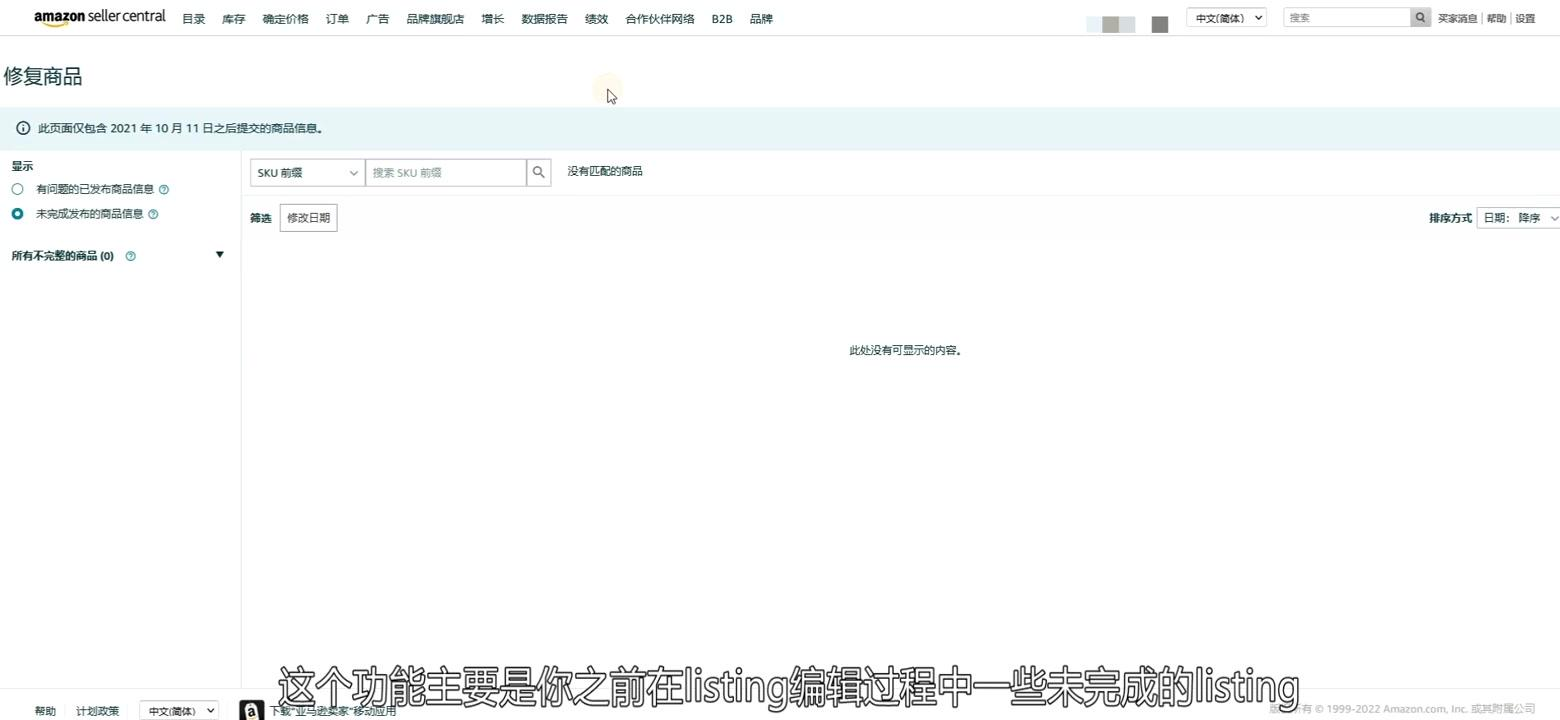 amazon seller central 目录 库存 确定价格 订单 广告 品牌旗舰店 增长 数据报告 绩效 合作伙伴网络 B2B 品牌 中文(简体) 搜索 买家消息 | 帮助 | 设置
修复商品
此页面仅包含 2021 年 10 月 11 日之后提交的商品信息。
显示
有问题的已发布商品信息
未完成发布的商品信息
所有不完整的商品 (0)
SKU 前缀 搜索 SKU 前缀 没有匹配的商品
筛选 修改日期 排序方式 日期： 降序
此处没有可显示的内容。
这个功能主要是你之前在listing编辑过程中一些未完成的listing
帮助 计划政策 中文(简体) 下载"亚马逊卖家"移动应用 所有 © 1999-2022 Amazon.com, Inc. 或其附属公司